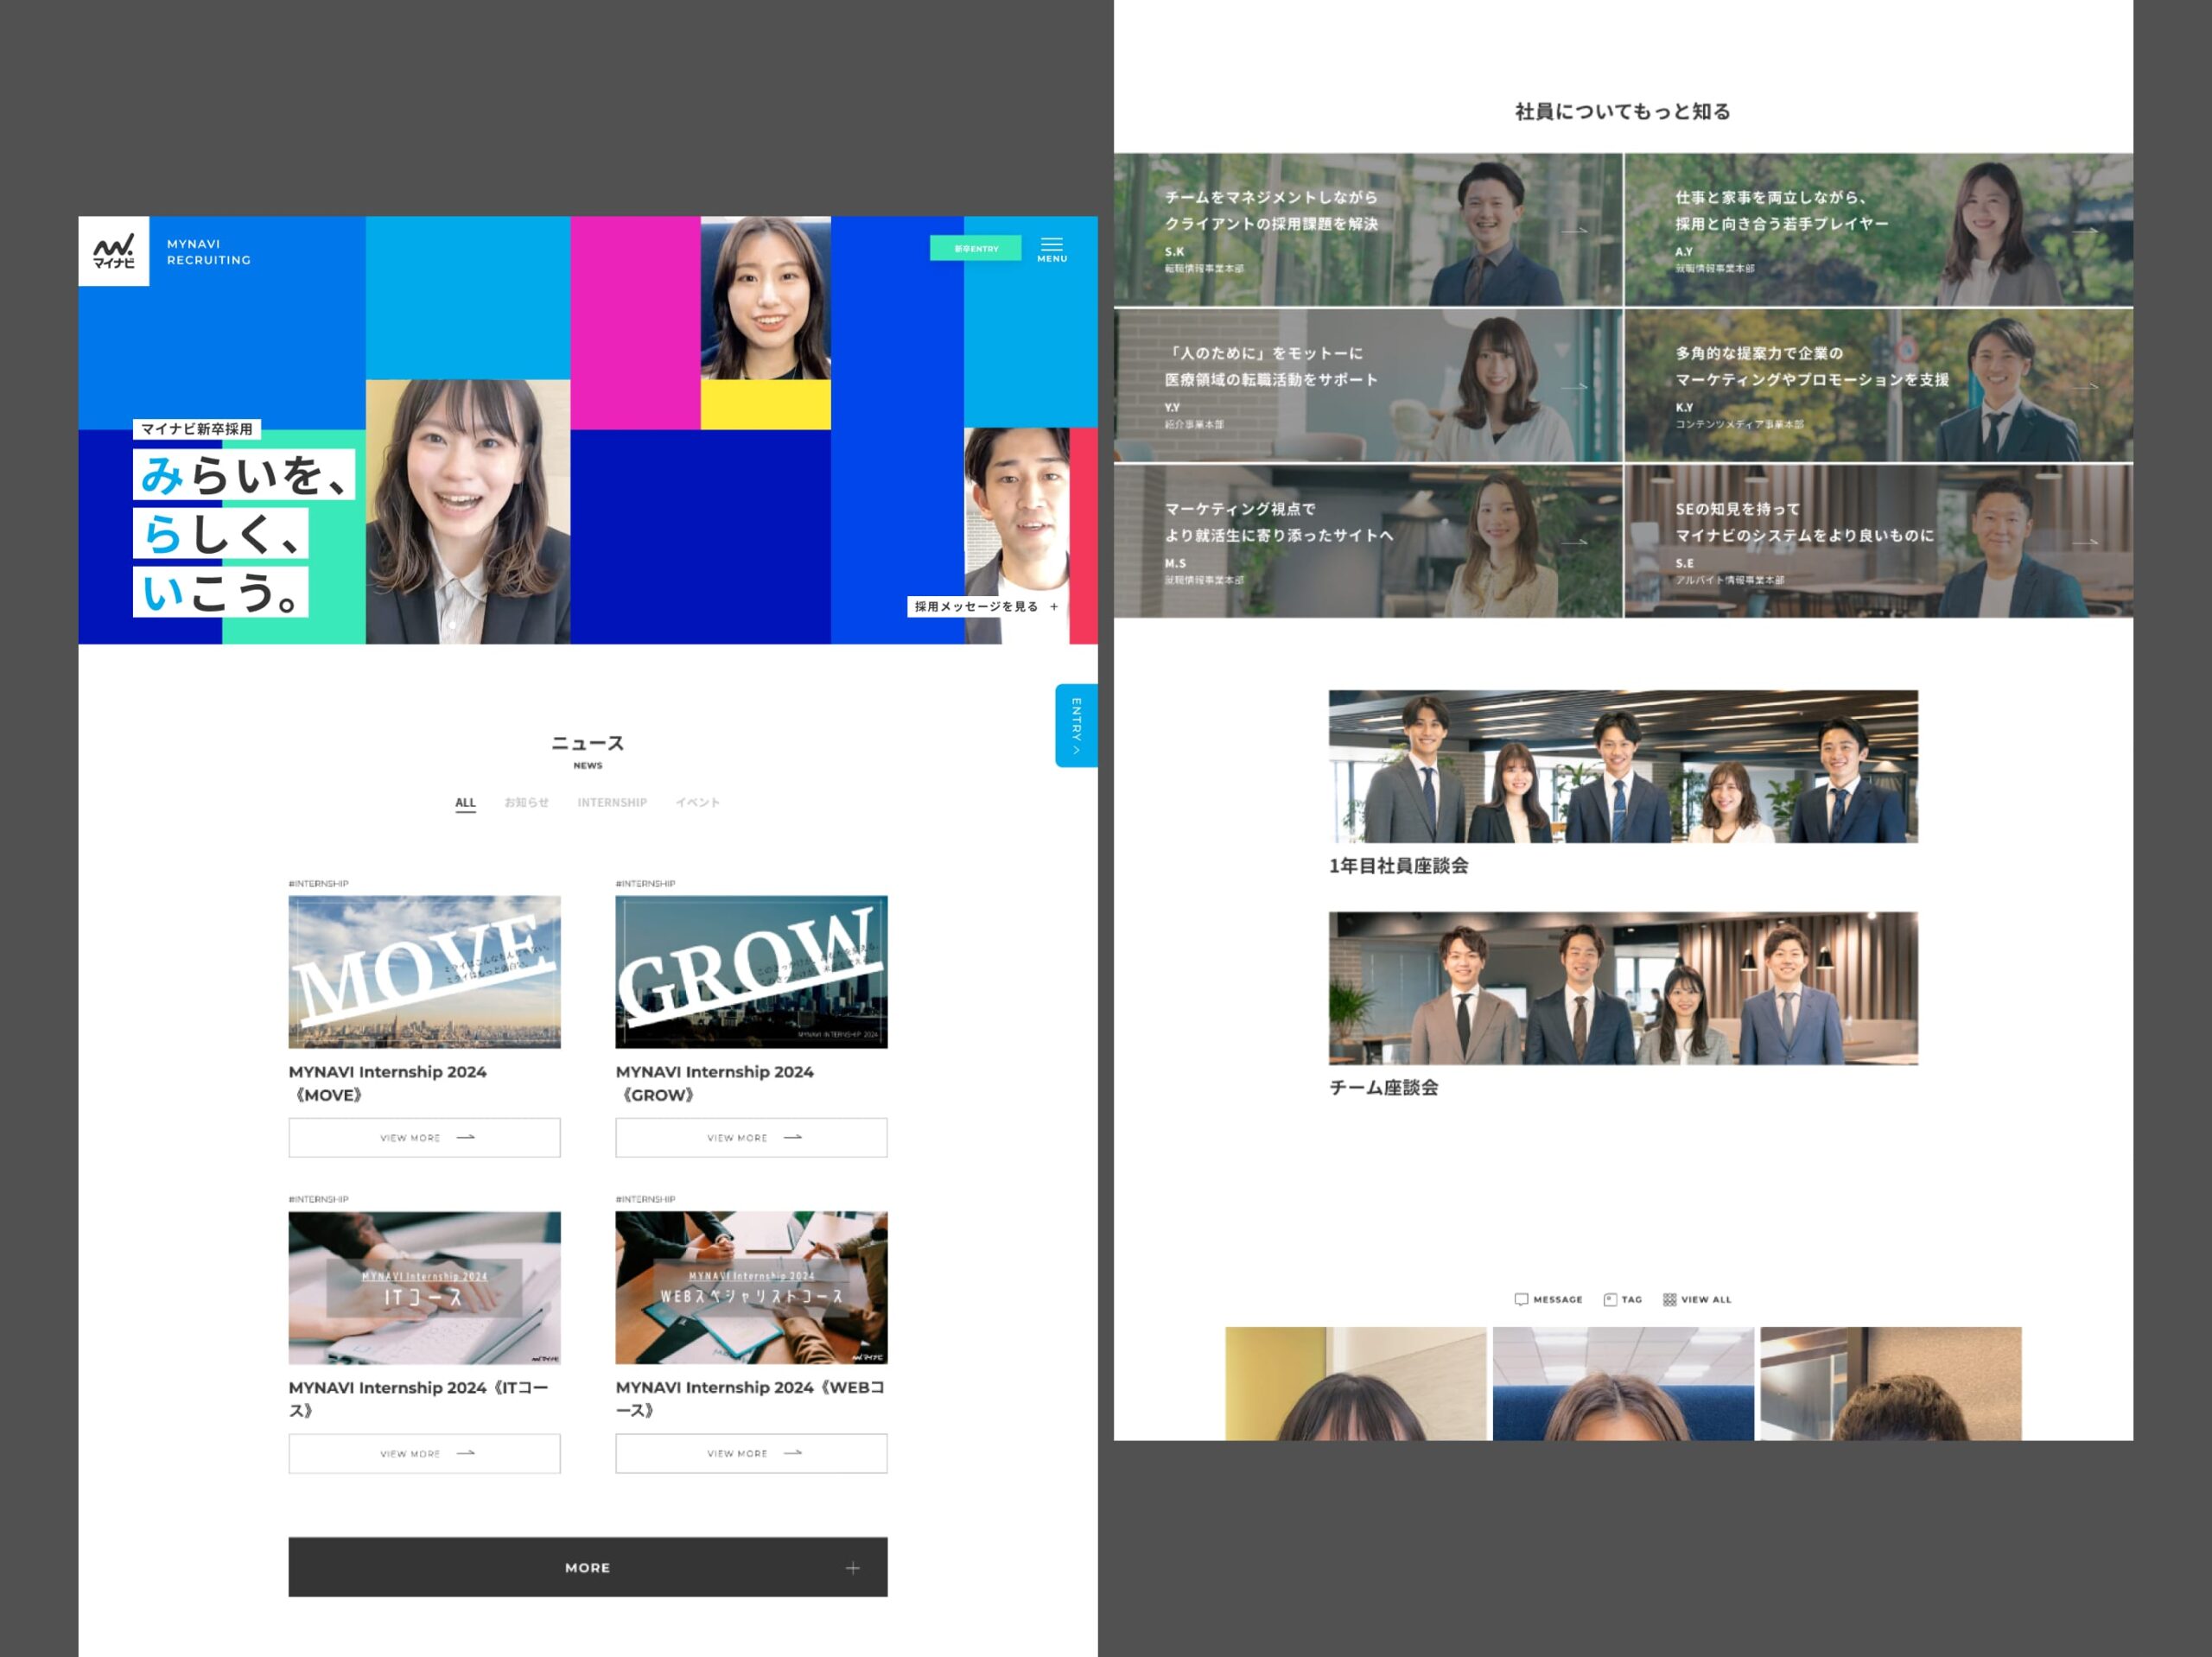 マイナビ
MYNAVI
RECRUITING
新卒ENTRY
MENU
マイナビ新卒採用
みらいを、
らしく、
いこう。
採用メッセージを見る +
ENTRY
ニュース
NEWS
ALL お知らせ INTERNSHIP イベント
#INTERNSHIP
MOVE
MYNAVI Internship 2024
《MOVE》
VIEW MORE
#INTERNSHIP
GROW
MYNAVI INTERNSHIP 2024
MYNAVI Internship 2024
《GROW》
VIEW MORE
#INTERNSHIP
MYNAVI Internship 2024
ITコース
マイナビ
MYNAVI Internship 2024《ITコー
ス》
VIEW MORE
#INTERNSHIP
MYNAVI Internship 2024
WEBスペシャリストコース
マイナビ
MYNAVI Internship 2024《WEBコ
ース》
VIEW MORE
MORE
社員についてもっと知る
チームをマネジメントしながら
クライアントの採用課題を解決
S.K
転職情報事業本部
仕事と家事を両立しながら、
採用と向き合う若手プレイヤー
A.Y
就職情報事業本部
「人のために」をモットーに
医療領域の転職活動をサポート
Y.Y
紹介事業本部
多角的な提案力で企業の
マーケティングやプロモーションを支援
K.Y
コンテンツメディア事業本部
マーケティング視点で
より就活生に寄り添ったサイトへ
M.S
就職情報事業本部
SEの知見を持って
マイナビのシステムをより良いものに
S.E
アルバイト情報事業本部
1年目社員座談会
チーム座談会
MESSAGE TAG VIEW ALL